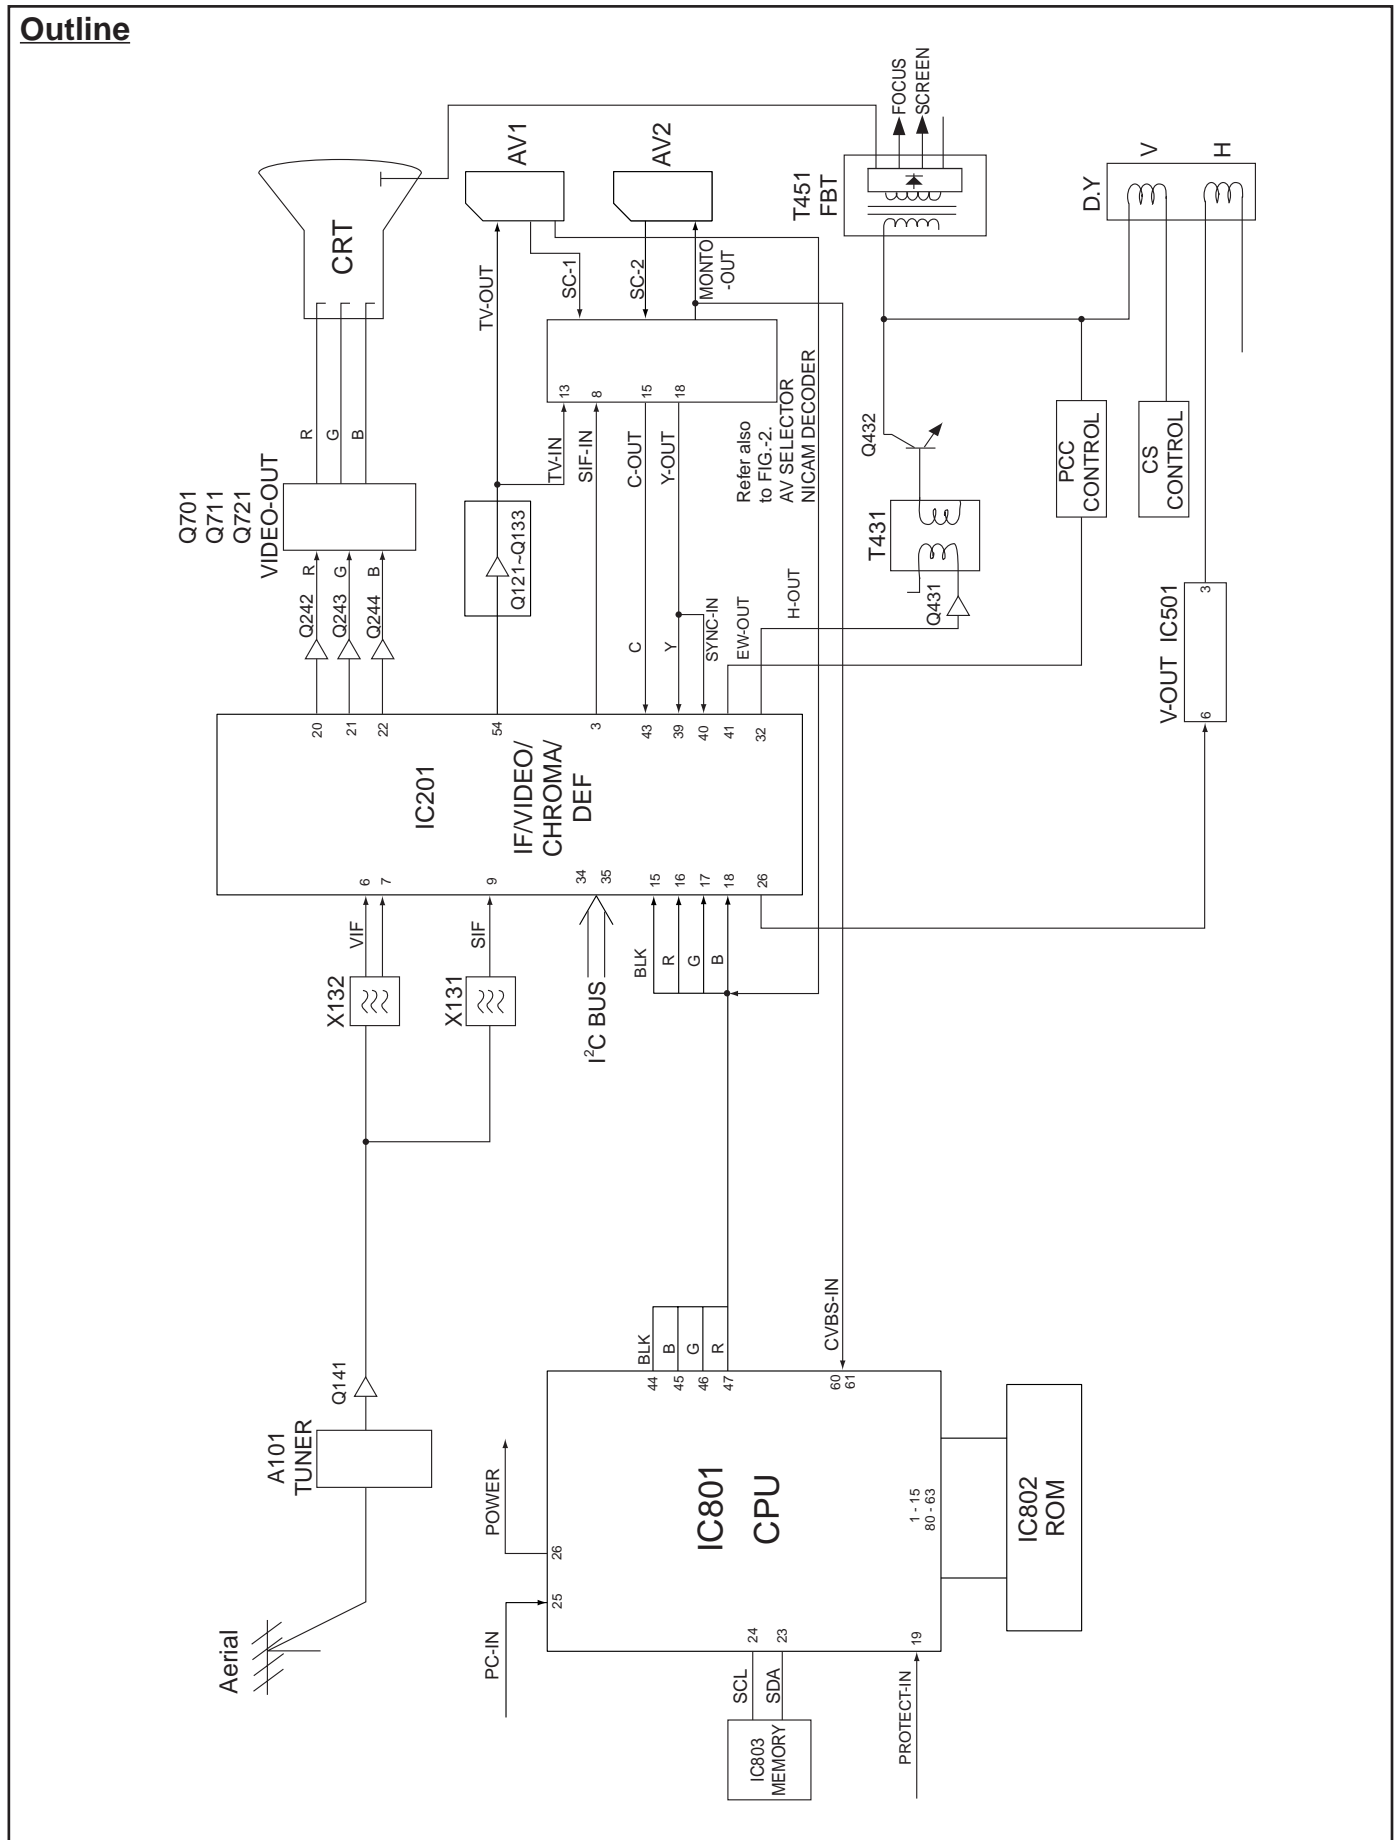 Outline
Aerial
A101
TUNER
Q141
X132
VIF
6
7
X131
SIF
9
I²C BUS
34
35
BLK
R
G
B
15
16
17
18
26
IC201
IF/VIDEO/
CHROMA/
DEF
20
21
22
54
3
43
39
40
41
32
Q242
Q243
Q244
R
G
B
Q701
Q711
Q721
VIDEO-OUT
R
G
B
CRT
Q121~Q133
TV-OUT
TV-IN
SIF-IN
C-OUT
Y-OUT
C
Y
SYNC-IN
EW-OUT
H-OUT
13
8
15
18
Refer also
to FIG.-2.
AV SELECTOR
NICAM DECODER
SC-1
SC-2
MONTO
-OUT
AV1
AV2
Q431
T431
Q432
T451
FBT
FOCUS
SCREEN
PCC
CONTROL
CS
CONTROL
D.Y
V
H
V-OUT IC501
6
3
PC-IN
25
POWER
26
BLK
B
G
R
44
45
46
47
CVBS-IN
60
61
IC801
CPU
1 - 15
80 - 63
IC802
ROM
24
23
SCL
SDA
IC803
MEMORY
19
PROTECT-IN